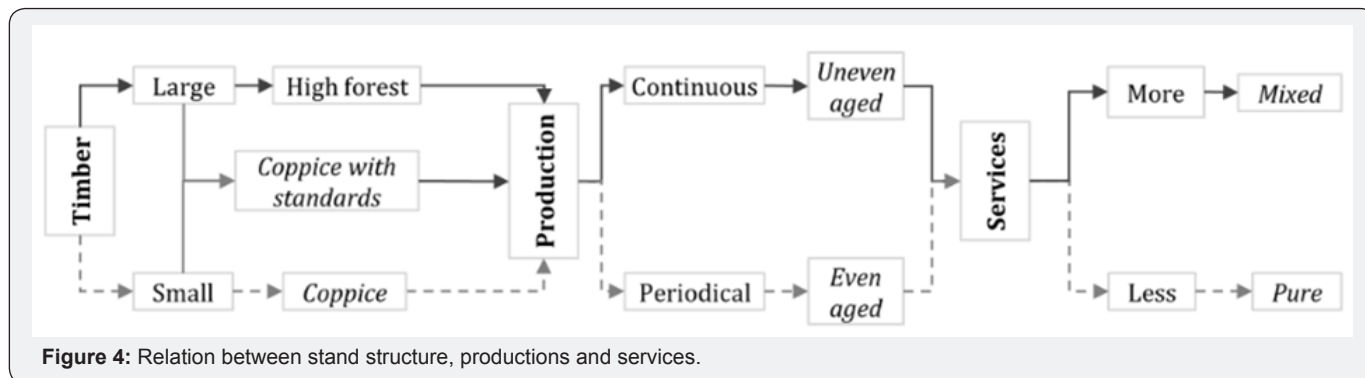 Timber
Large
High forest
Coppice with
standards
Small
Coppice
Production
Continuous
Uneven
aged
Periodical
Even
aged
Services
More
Mixed
Less
Pure
Figure 4: Relation between stand structure, productions and services.